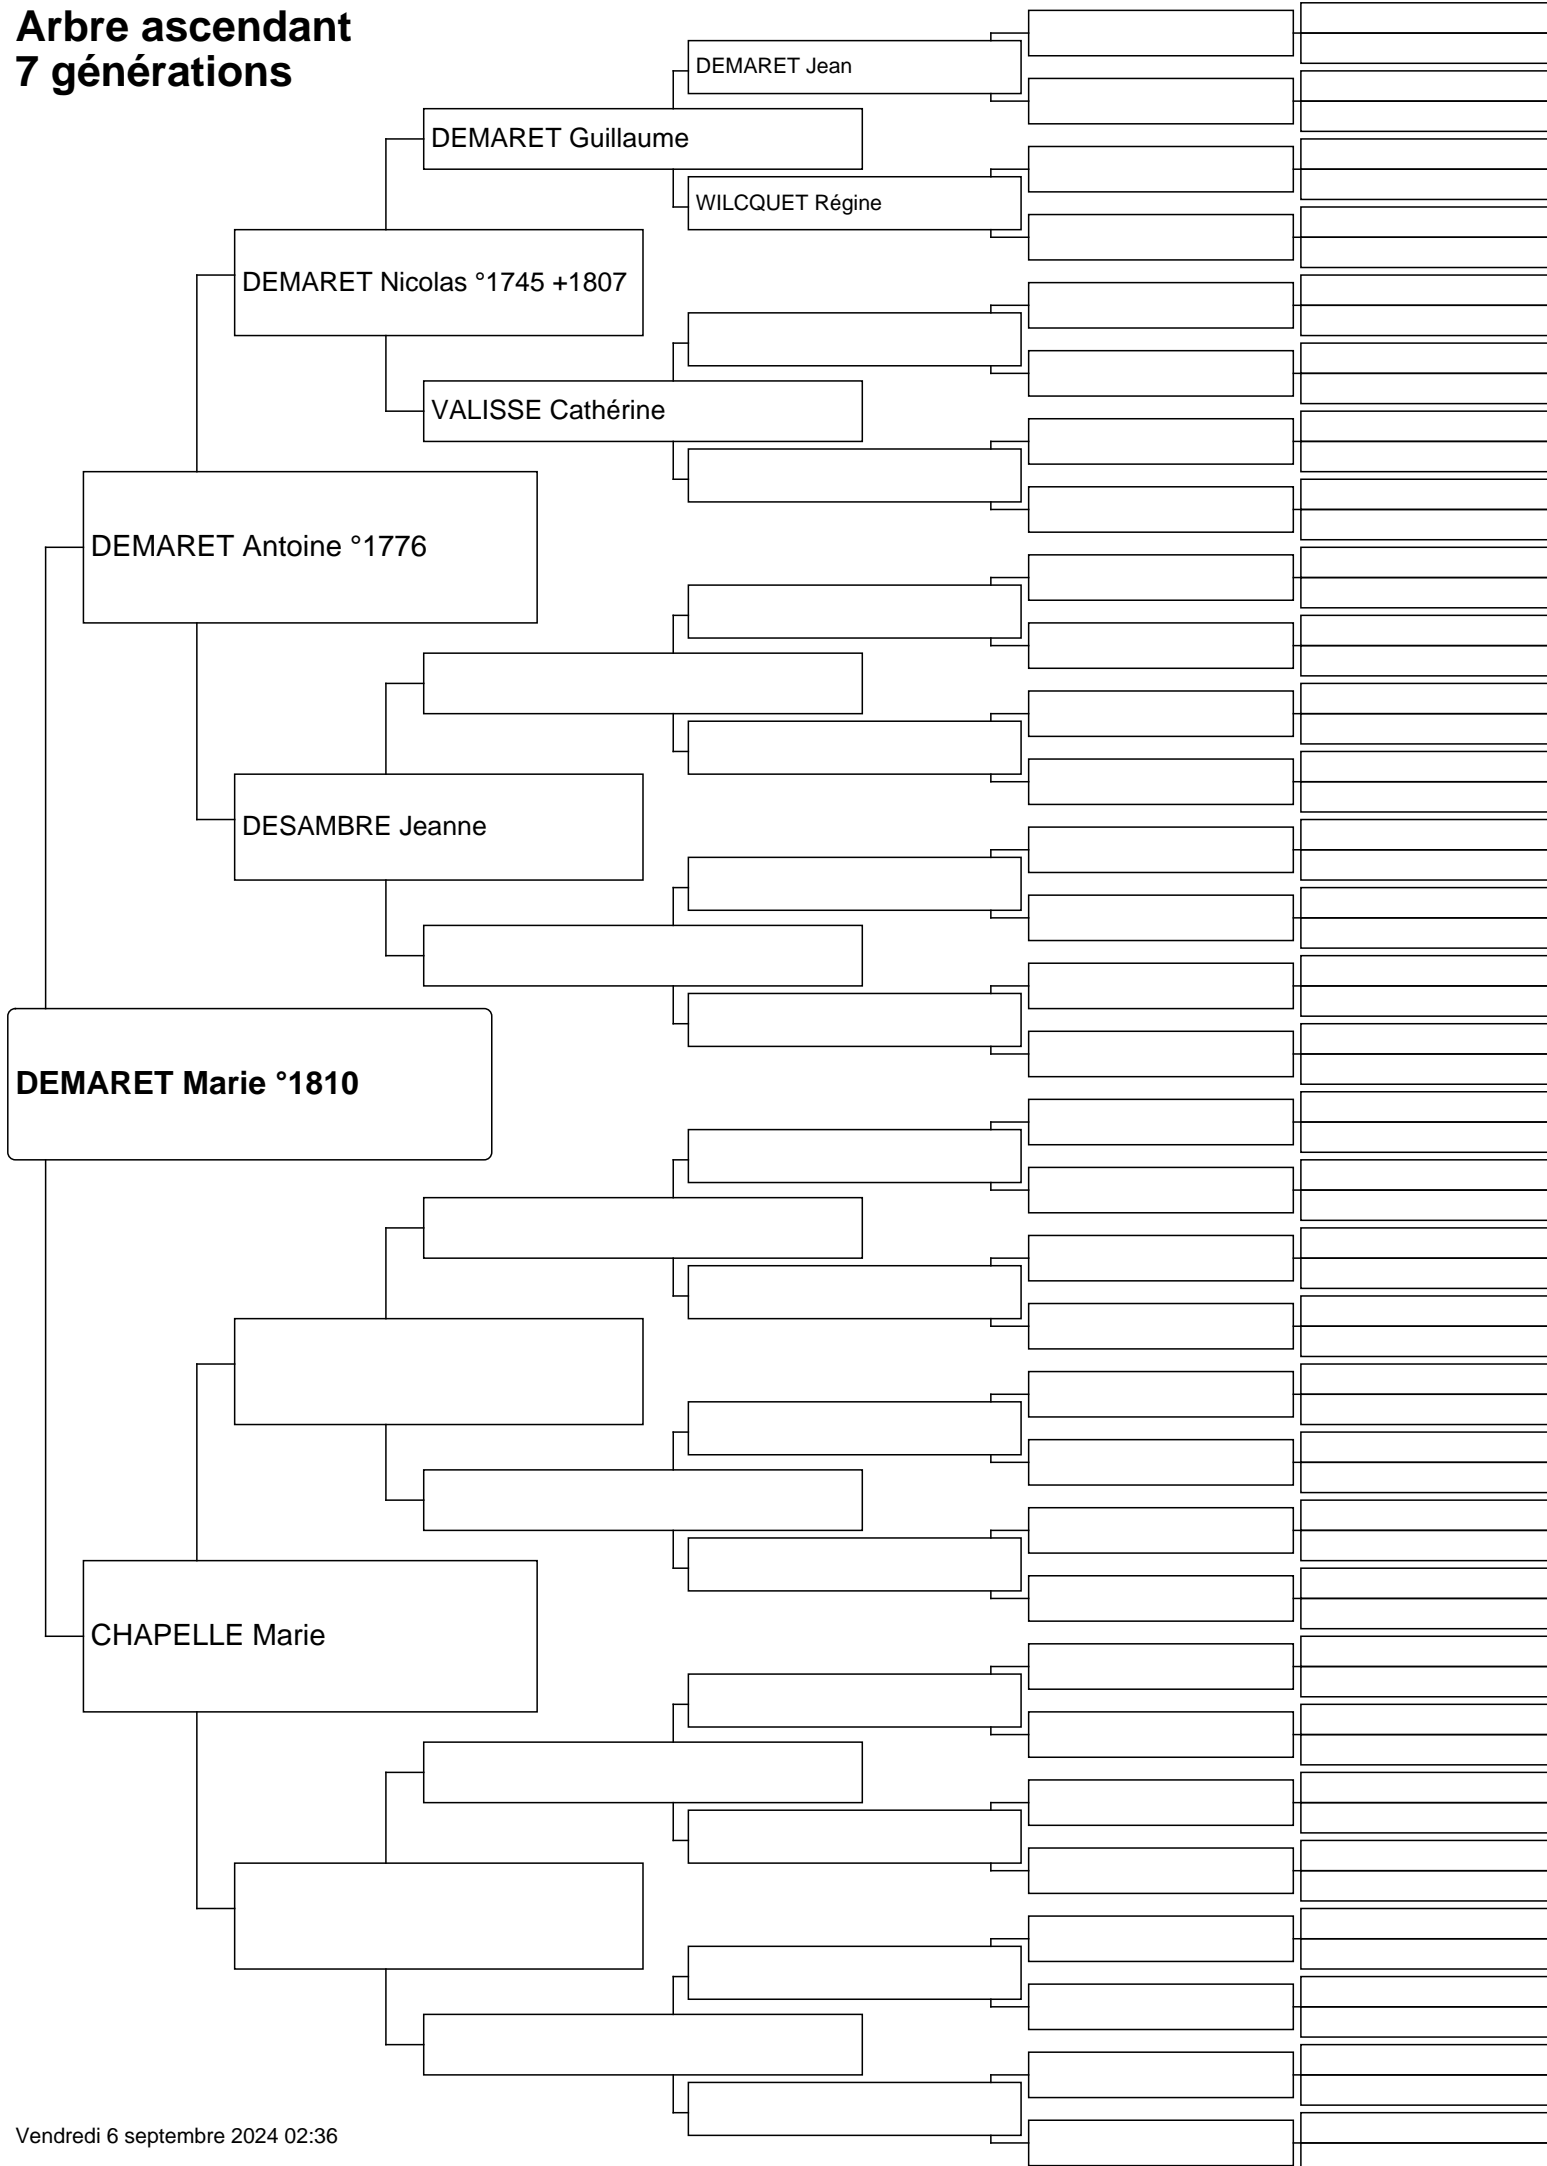 Arbre ascendant
7 générations
DEMARET Jean
DEMARET Guillaume
WILCQUET Régine
DEMARET Nicolas °1745 +1807
VALISSE Cathérine
DEMARET Antoine °1776
DESAMBRE Jeanne
DEMARET Marie °1810
CHAPELLE Marie
Vendredi 6 septembre 2024 02:36